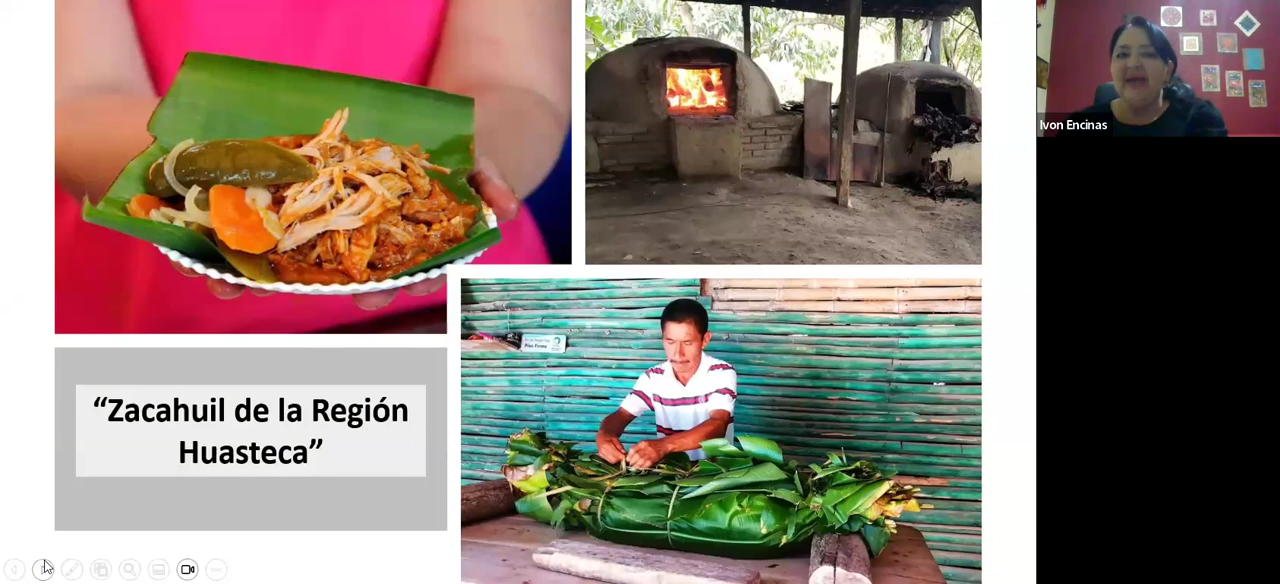 Ivon Encinas
“Zacahuil de la Región
Huasteca”